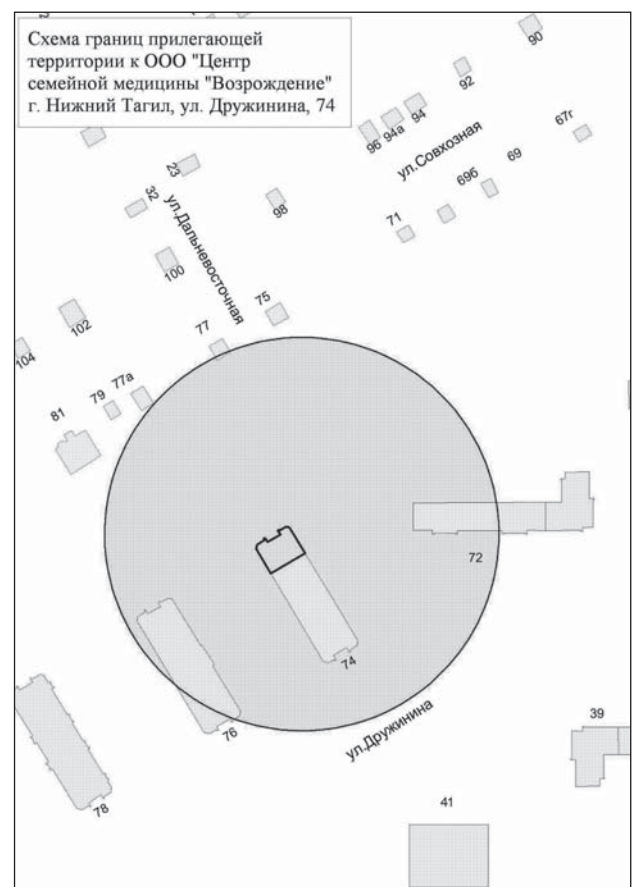 Схема границ прилегающей
территории к ООО "Центр
семейной медицины "Возрождение"
г. Нижний Тагил, ул. Дружинина, 74
90
92
94
94а
96
ул.Совхозная
67г
69
69б
71
23
32
98
ул.Дальневосточная
100
75
77
102
104
77а
79
81
72
74
76
ул.Дружинина
39
78
41